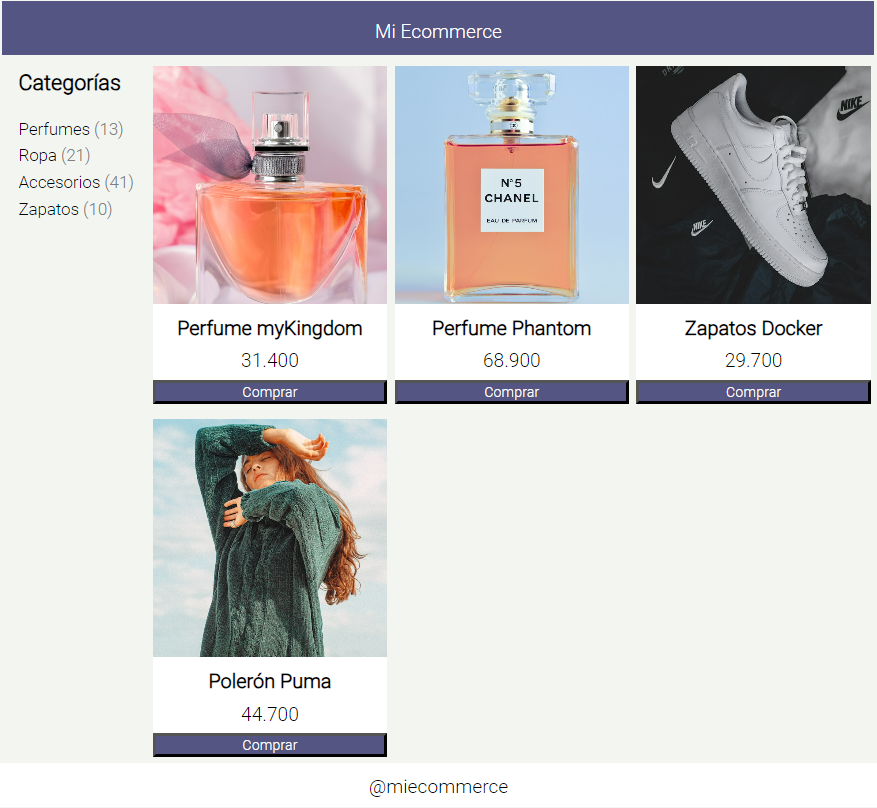 Mi Ecommerce
Categorías
Perfumes (13)
Ropa (21)
Accesorios (41)
Zapatos (10)
N°5
CHANEL
EAU DE PARFUM
NIKE
NIKE
Perfume myKingdom
31.400
Comprar
Perfume Phantom
68.900
Comprar
Zapatos Docker
29.700
Comprar
Polerón Puma
44.700
Comprar
@miecommerce